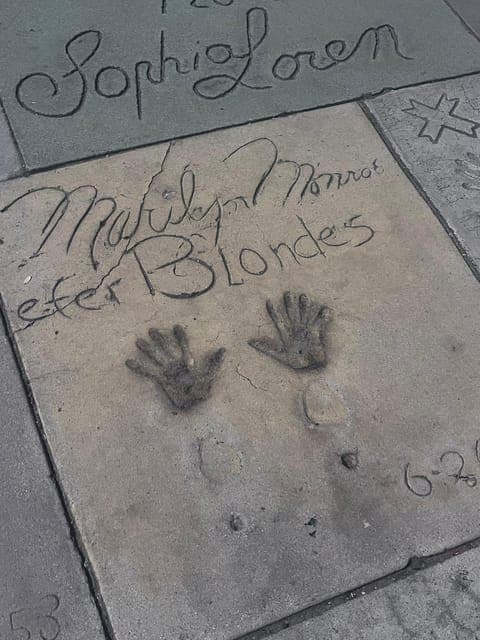 Sophia Loren
Marilyn Monroe
efer Blondes
6-26
53